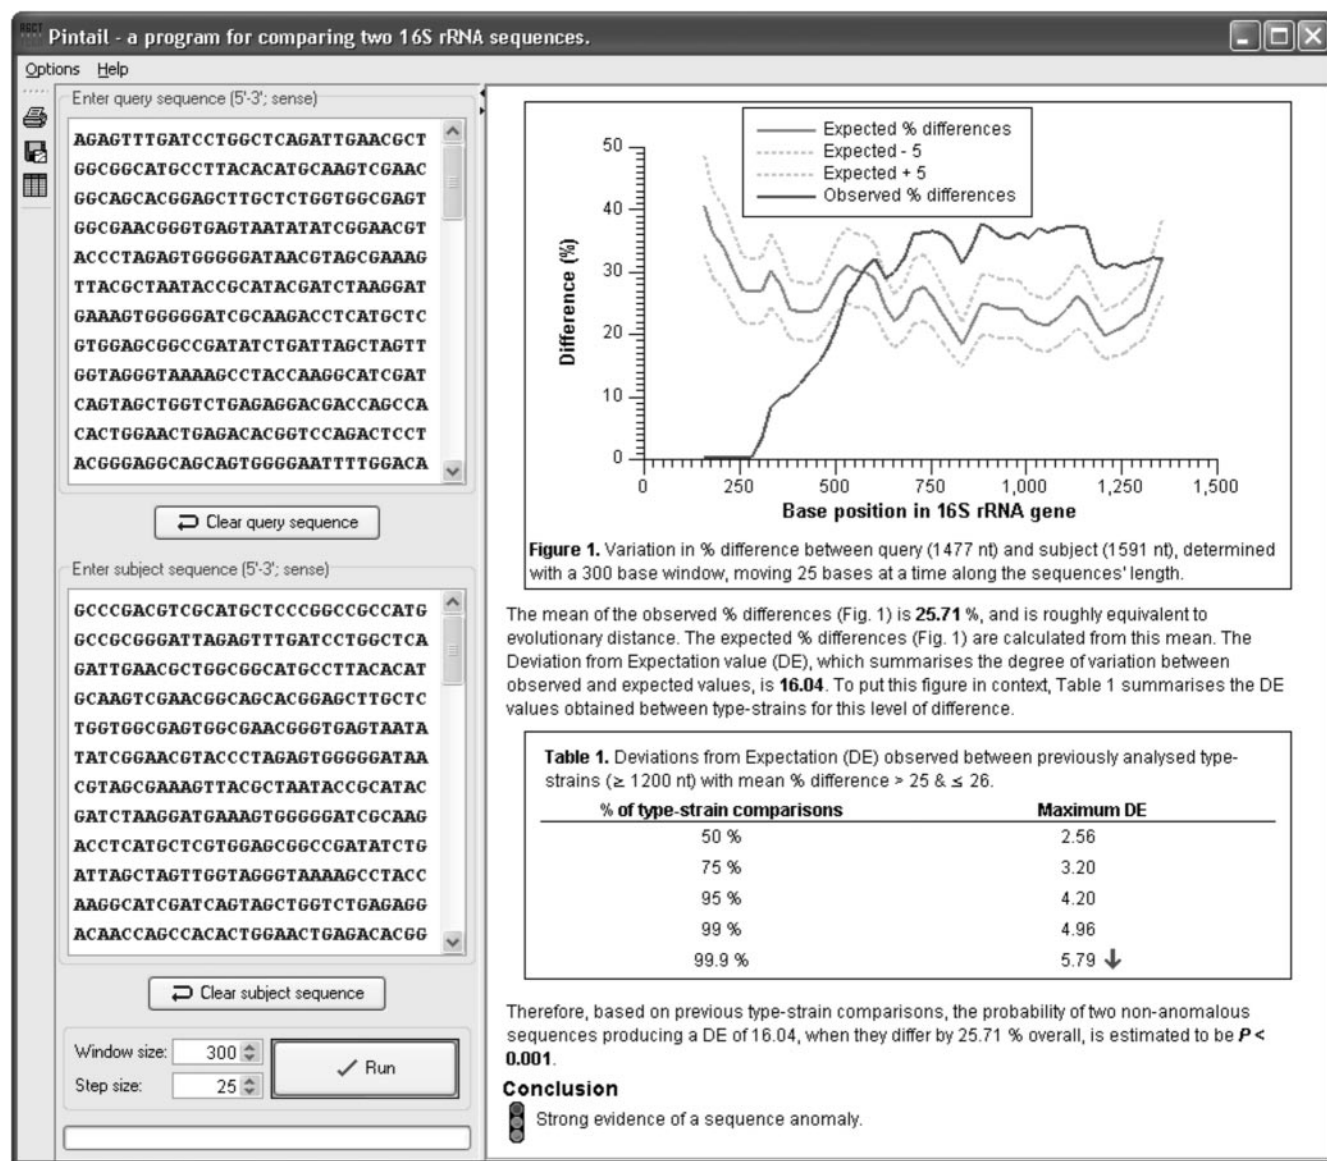 Pintail - a program for comparing two 16S rRNA sequences.
Options Help
Enter query sequence (5'-3'; sense)
AGAGTTTGATCCTGGCTCAGATTGAACGCT
GGCGGCATGCCTTACACATGCAAGTCGAAC
GGCAGCACGGAGCTTGCTCTGGTGGCGAGT
GGCGAACGGGTGAGTAATATATCGGAACGT
ACCCTAGAGTGGGGGATAACGTAGCGAAAG
TTACGCTAATACCGCATACGATCTAAGGAT
GAAAGTGGGGGATCGCAAGACCTCATGCTC
GTGGAGCGGCCGATATCTGATTAGCTAGTT
GGTAGGGTAAAAGCCTACCAAGGCATCGAT
CAGTAGCTGGTCTGAGAGGACGACCAGCCA
CACTGGAACTGAGACACGGTCCAGACTCCT
ACGGGAGGCAGCAGTGGGGAATTTTGGACA
Clear query sequence
Enter subject sequence (5'-3'; sense)
GCCCGACGTCGCATGCTCCCGGCCGCCATG
GCCGCGGGATTAGAGTTTGATCCTGGCTCA
GATTGAACGCTGGCGGCATGCCTTACACAT
GCAAGTCGAACGGCAGCACGGAGCTTGCTC
TGGTGGCGAGTGGCGAACGGGTGAGTAATA
TATCGGAACGTACCCTAGAGTGGGGGATAA
CGTAGCGAAAGTTACGCTAATACCGCATAC
GATCTAAGGATGAAAGTGGGGGATCGCAAG
ACCTCATGCTCGTGGAGCGGCCGATATCTG
ATTAGCTAGTTGGTAGGGTAAAAGCCTACC
AAGGCATCGATCAGTAGCTGGTCTGAGAGG
ACAACCAGCCACACTGGAACTGAGACACGG
Clear subject sequence
Window size: 300
Step size: 25
Run
Expected % differences
Expected - 5
Expected + 5
Observed % differences
Difference (%)
50
40
30
20
10
0
0 250 500 750 1,000 1,250 1,500
Base position in 16S rRNA gene
Figure 1. Variation in % difference between query (1477 nt) and subject (1591 nt), determined
with a 300 base window, moving 25 bases at a time along the sequences' length.
The mean of the observed % differences (Fig. 1) is 25.71 %, and is roughly equivalent to
evolutionary distance. The expected % differences (Fig. 1) are calculated from this mean. The
Deviation from Expectation value (DE), which summarises the degree of variation between
observed and expected values, is 16.04. To put this figure in context, Table 1 summarises the DE
values obtained between type-strains for this level of difference.
Table 1. Deviations from Expectation (DE) observed between previously analysed type-
strains (≥ 1200 nt) with mean % difference > 25 & ≤ 26.
% of type-strain comparisons Maximum DE
50 % 2.56
75 % 3.20
95 % 4.20
99 % 4.96
99.9 % 5.79 ↓
Therefore, based on previous type-strain comparisons, the probability of two non-anomalous
sequences producing a DE of 16.04, when they differ by 25.71 % overall, is estimated to be P <
0.001.
Conclusion
Strong evidence of a sequence anomaly.